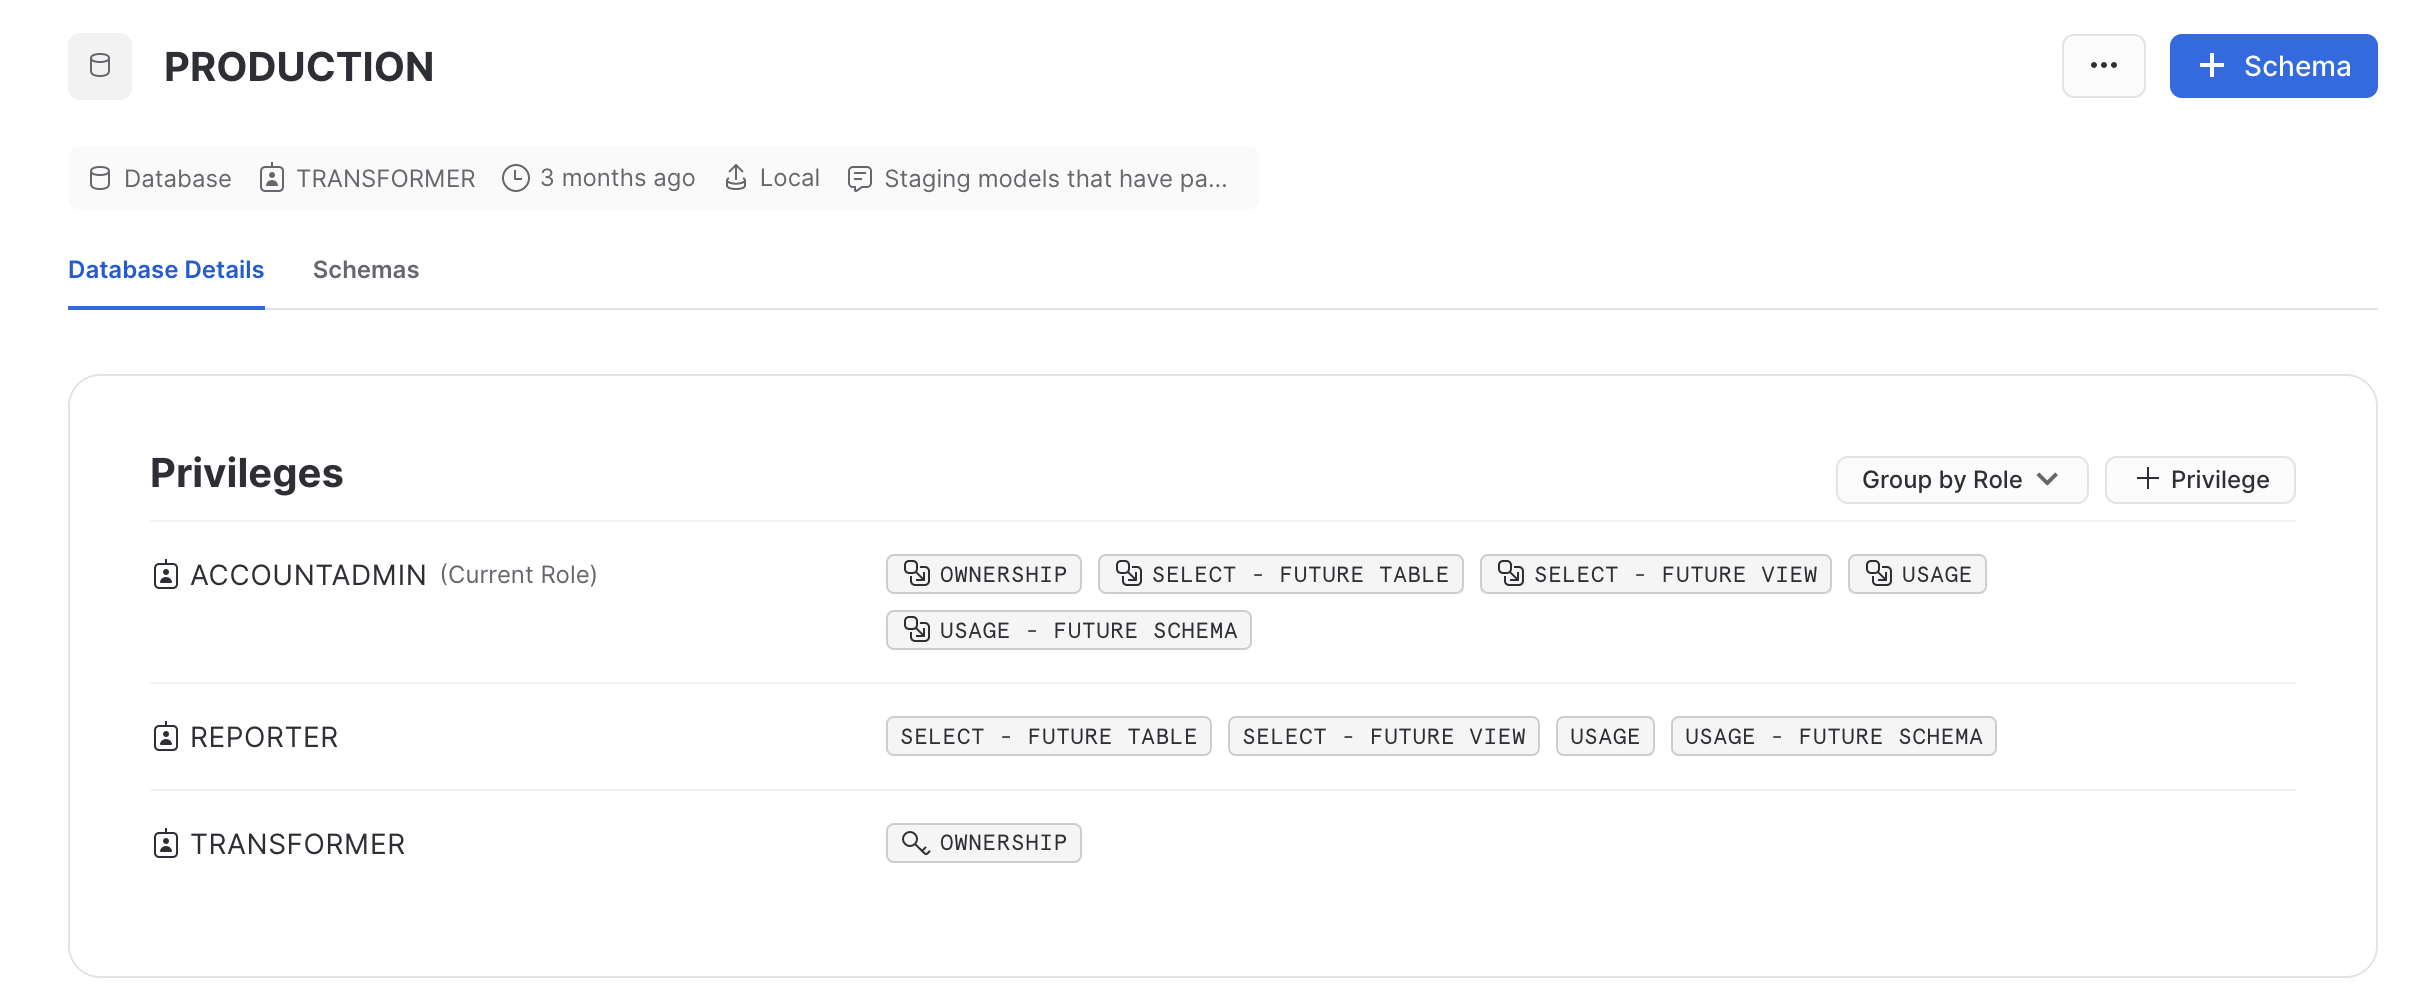 PRODUCTION
... + Schema
Database TRANSFORMER 3 months ago Local Staging models that have pa...
Database Details Schemas
Privileges Group by Role + Privilege
ACCOUNTADMIN (Current Role) OWNERSHIP SELECT - FUTURE TABLE SELECT - FUTURE VIEW USAGE
USAGE - FUTURE SCHEMA
REPORTER SELECT - FUTURE TABLE SELECT - FUTURE VIEW USAGE USAGE - FUTURE SCHEMA
TRANSFORMER OWNERSHIP